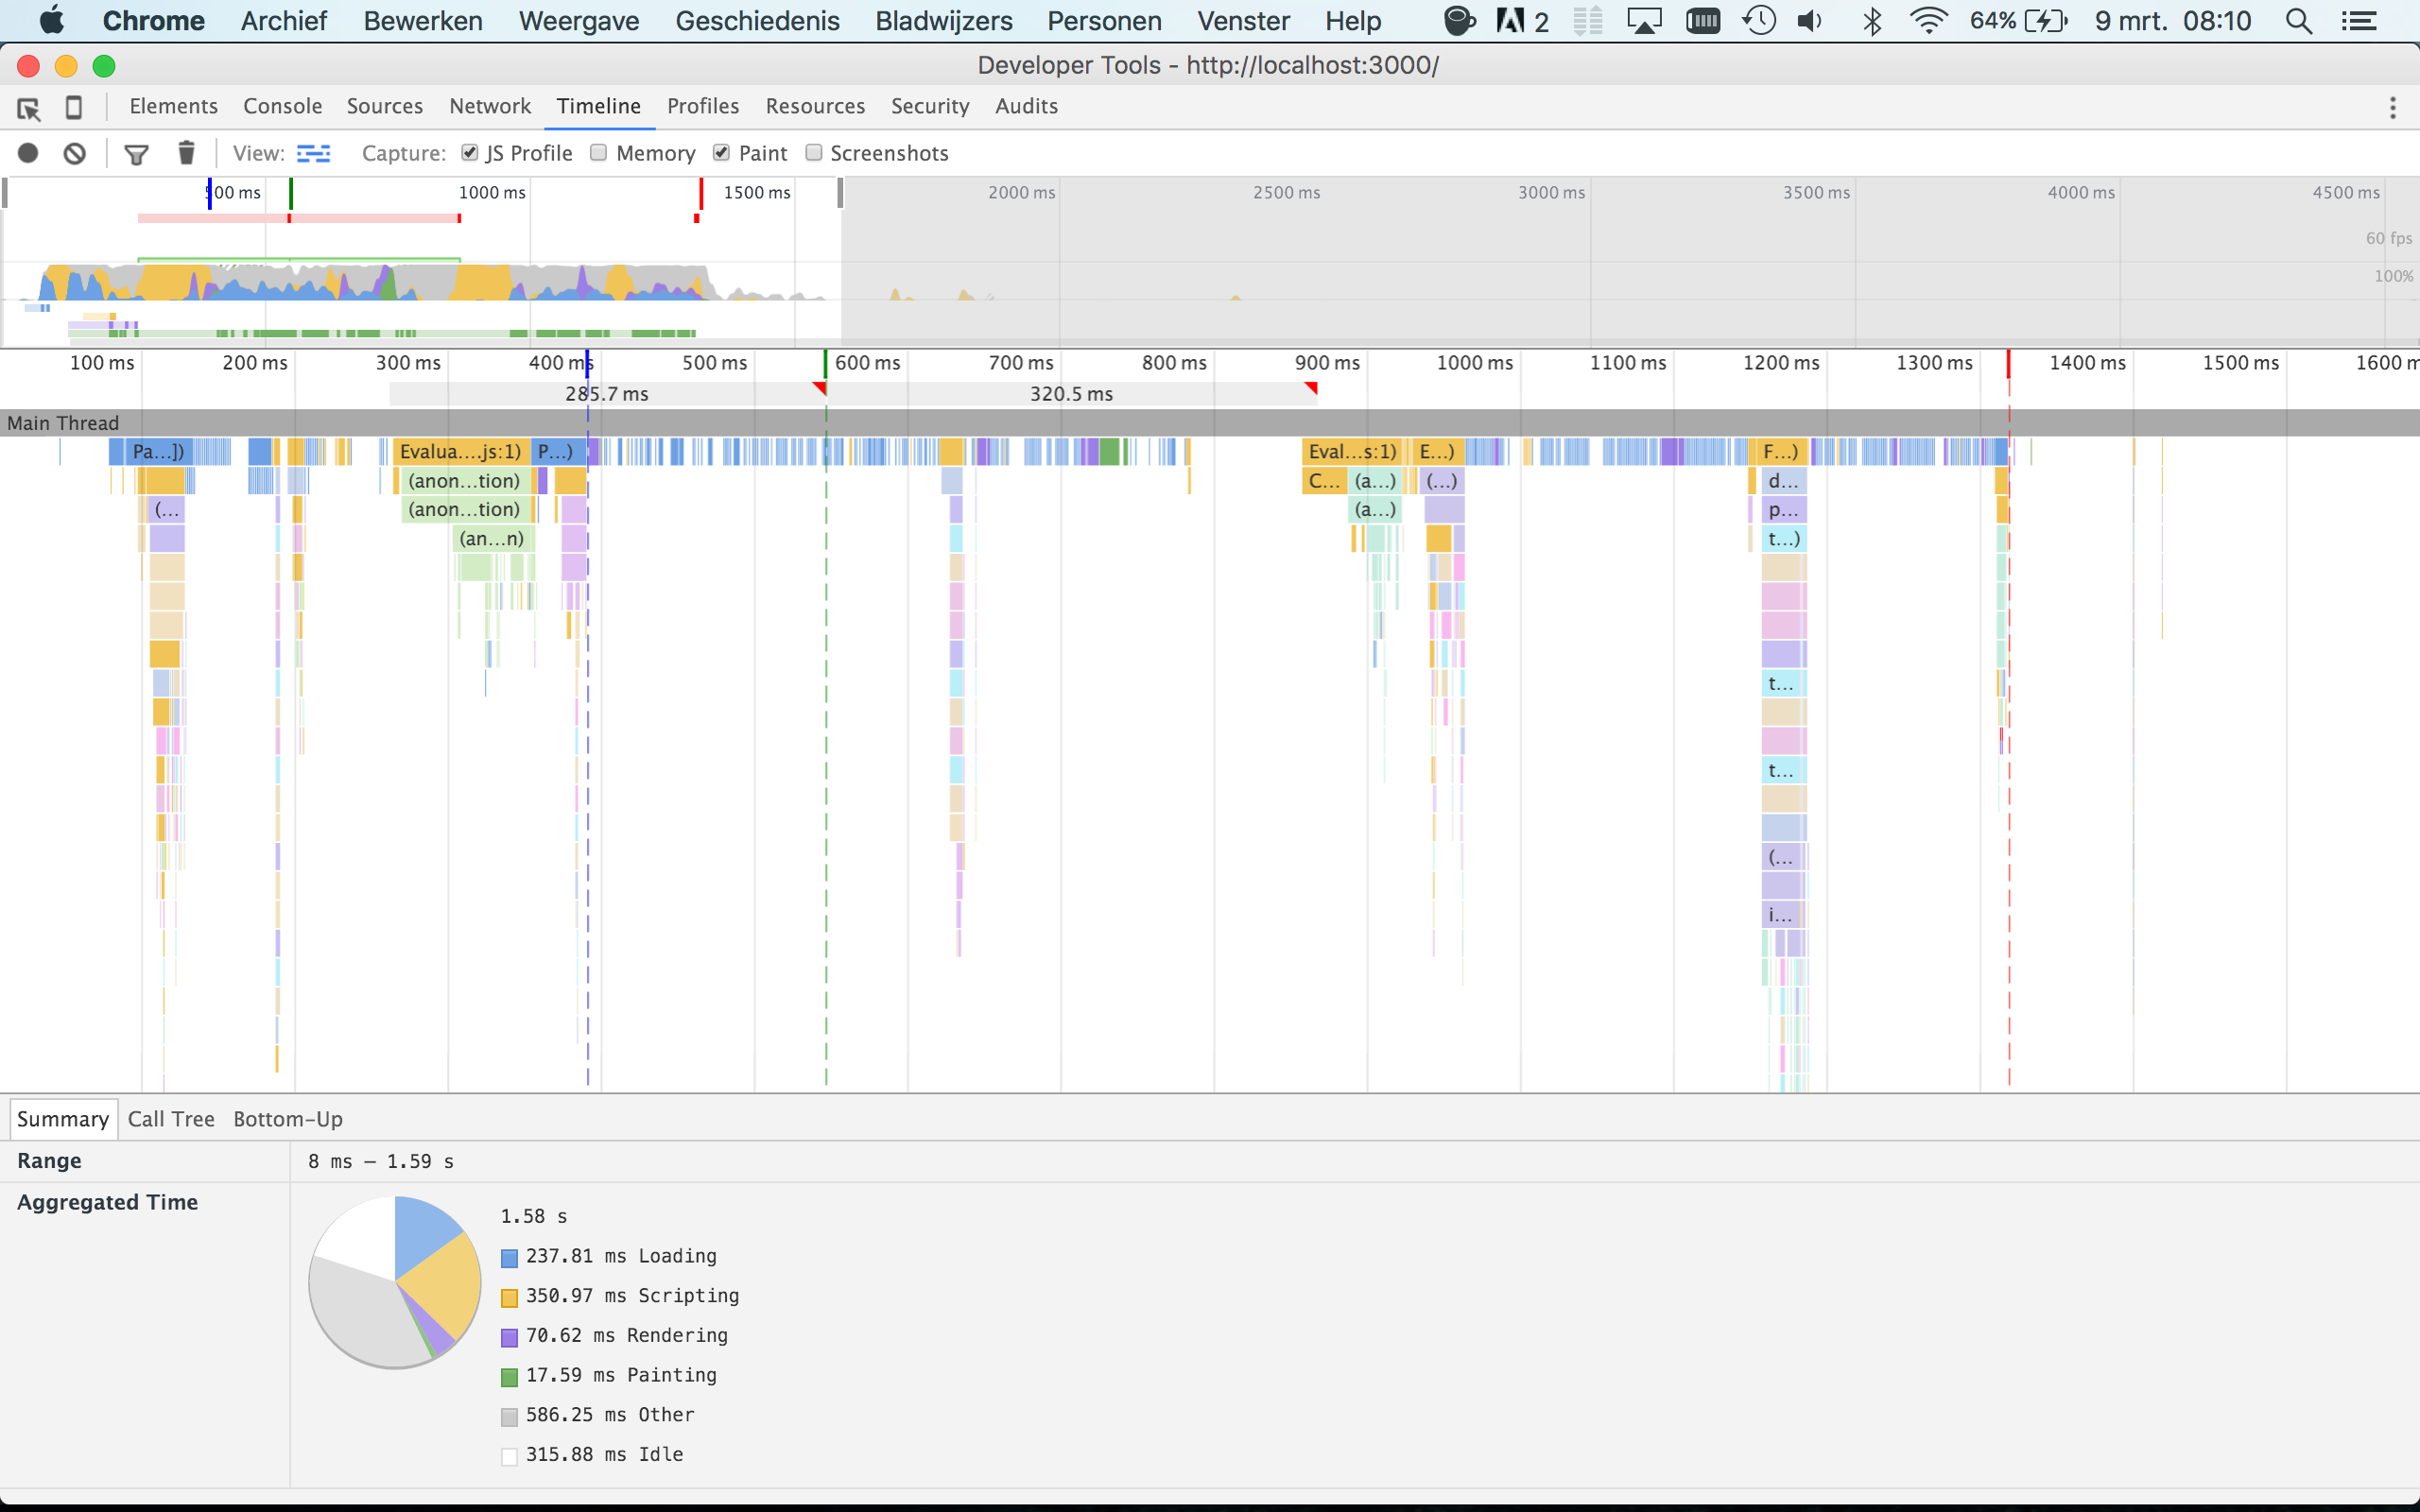 Chrome Archief Bewerken Weergave Geschiedenis Bladwijzers Personen Venster Help 2 64% 9 mrt. 08:10
Developer Tools - http://localhost:3000/
Elements Console Sources Network Timeline Profiles Resources Security Audits
View: Capture: JS Profile Memory Paint Screenshots
500 ms 1000 ms 1500 ms 2000 ms 2500 ms 3000 ms 3500 ms 4000 ms 4500 ms
60 fps
100%
100 ms 200 ms 300 ms 400 ms 500 ms 600 ms 700 ms 800 ms 900 ms 1000 ms 1100 ms 1200 ms 1300 ms 1400 ms 1500 ms 1600 m
285.7 ms 320.5 ms
Main Thread
Pa...]) Evalua....js:1) P...) Eval...s:1) E...) F...)
(anon...tion) C... (a...) (...) d...
(... (anon...tion) (a...) p...
(an...n) t...)
t...
t...
(...
i...
Summary Call Tree Bottom-Up
Range 8 ms – 1.59 s
Aggregated Time
1.58 s
237.81 ms Loading
350.97 ms Scripting
70.62 ms Rendering
17.59 ms Painting
586.25 ms Other
315.88 ms Idle